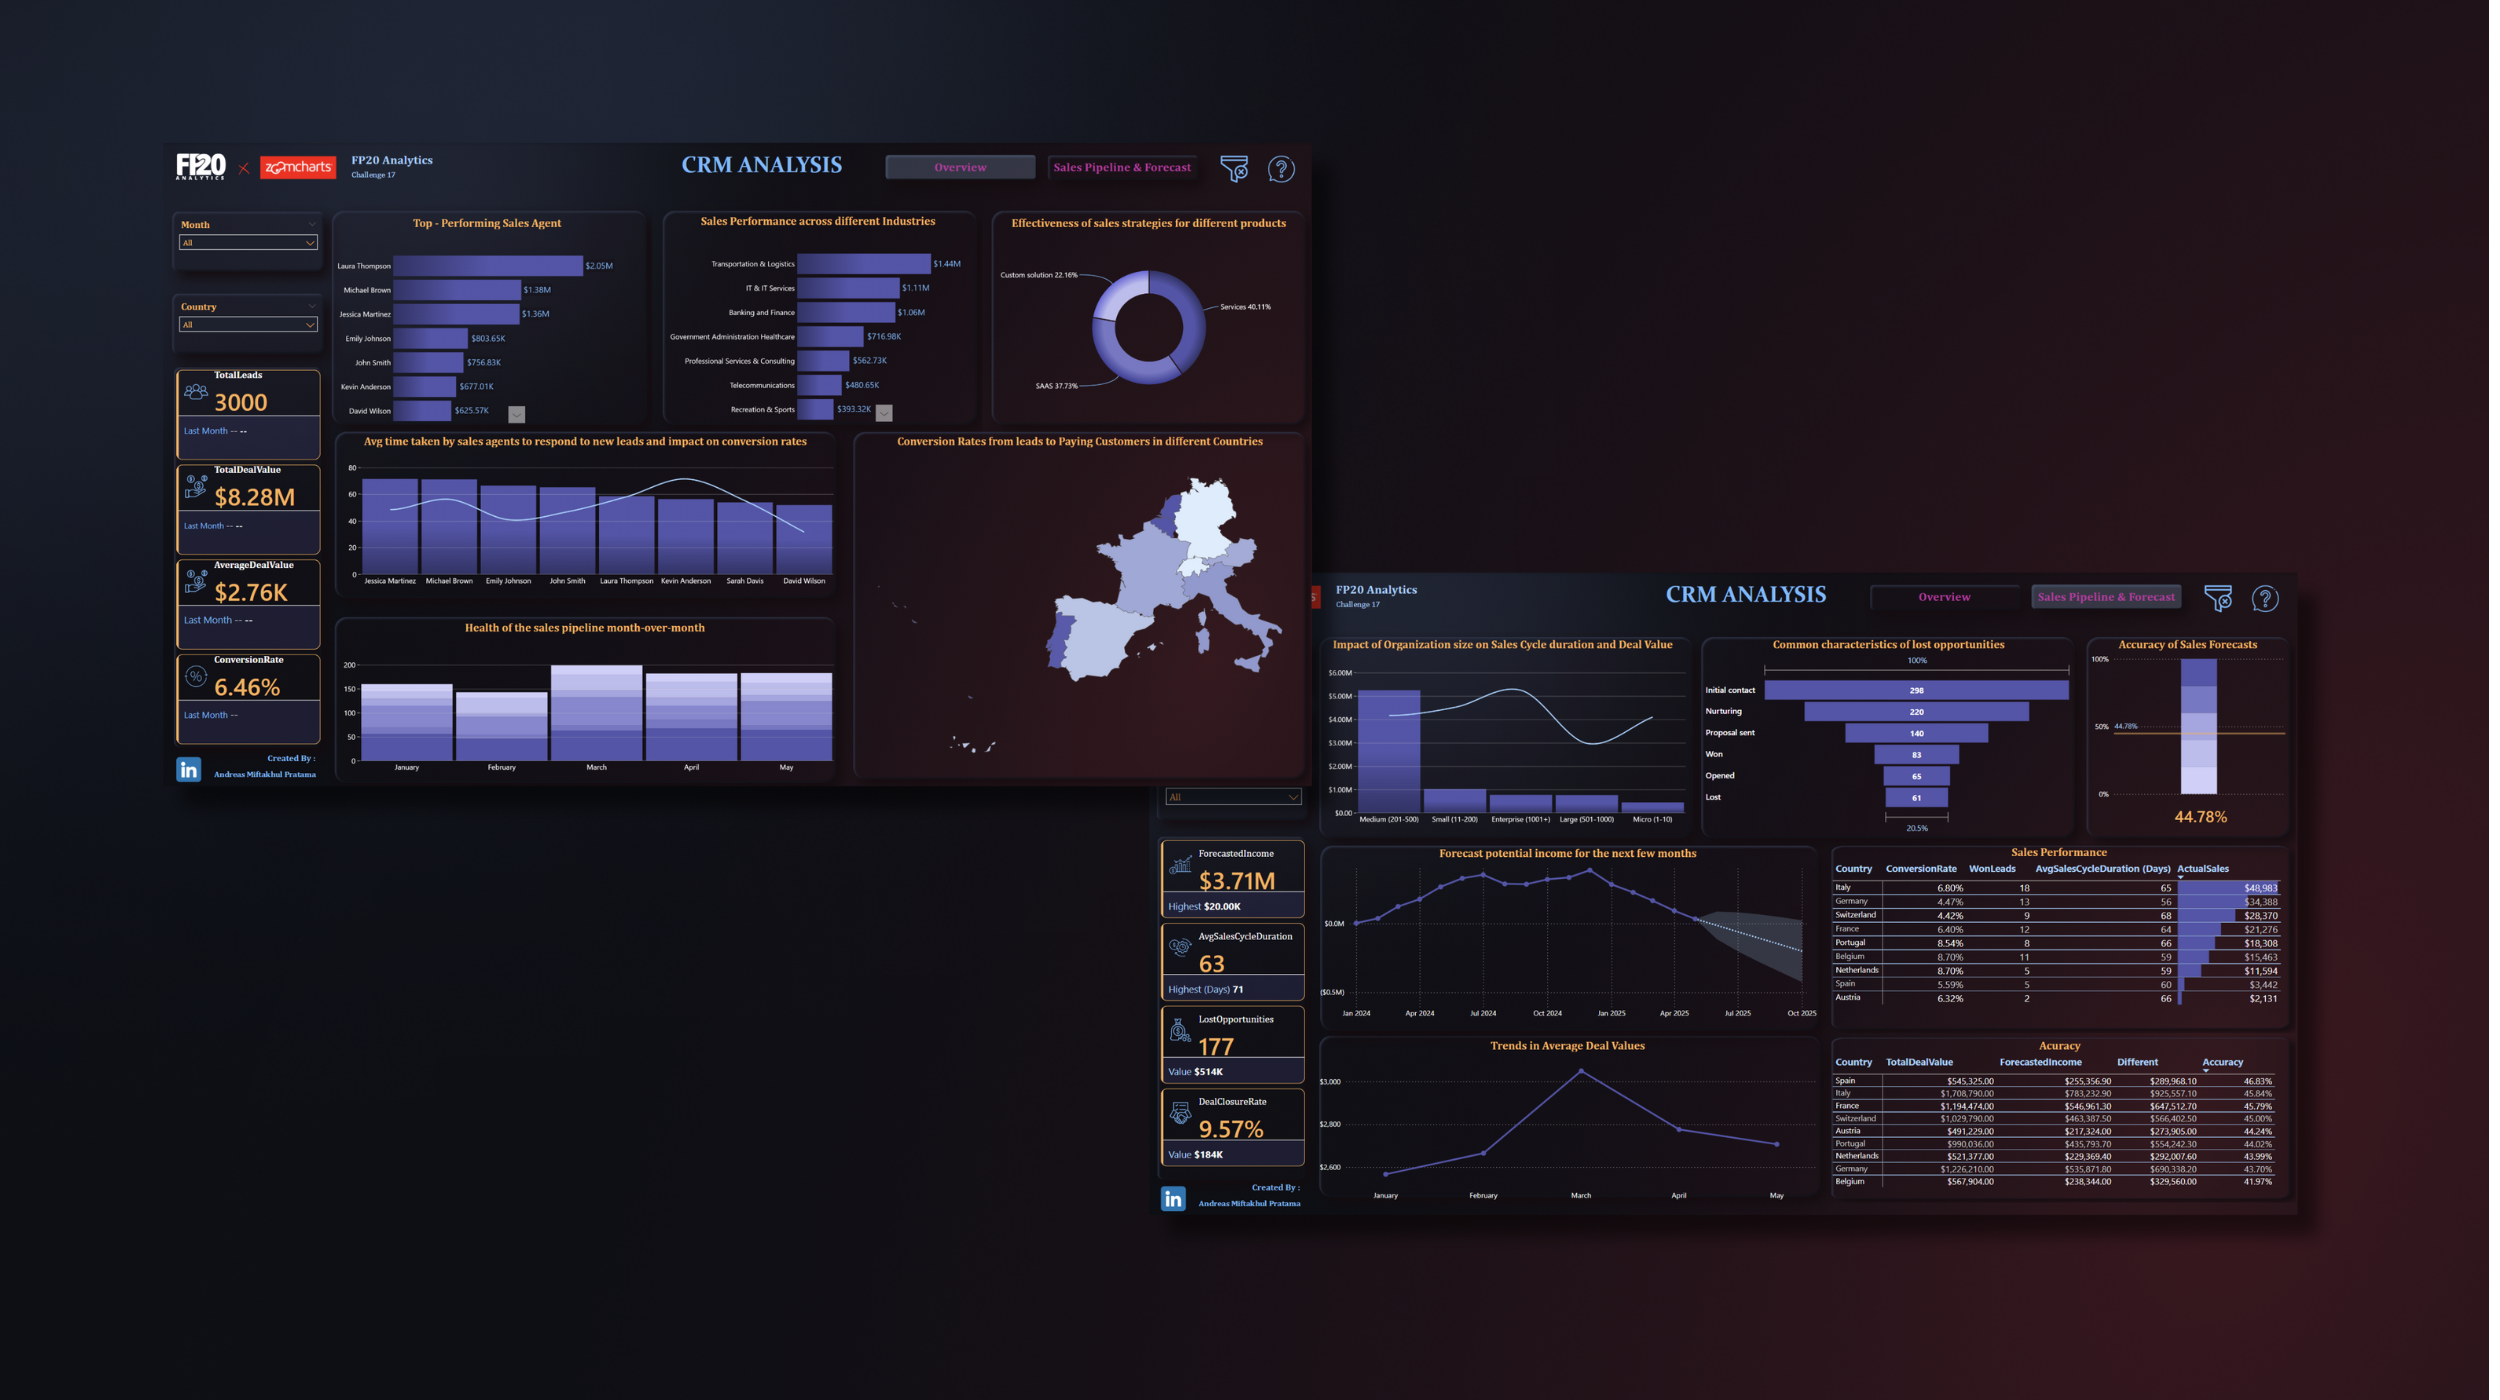 FP20
ANALYTICS
zoomcharts
FP20 Analytics
Challenge 17
CRM ANALYSIS
Overview
Sales Pipeline & Forecast
Month
All
Country
All
TotalLeads
3000
Last Month -- --
TotalDealValue
$8.28M
Last Month -- --
AverageDealValue
$2.76K
Last Month -- --
ConversionRate
6.46%
Last Month --
Created By :
Andreas Miftakhul Pratama
Top - Performing Sales Agent
Laura Thompson $2.05M
Michael Brown $1.38M
Jessica Martinez $1.36M
Emily Johnson $803.65K
John Smith $756.83K
Kevin Anderson $677.01K
David Wilson $625.57K
Sales Performance across different Industries
Transportation & Logistics $1.44M
IT & IT Services $1.11M
Banking and Finance $1.06M
Government Administration Healthcare $716.98K
Professional Services & Consulting $562.73K
Telecommunications $480.65K
Recreation & Sports $393.32K
Effectiveness of sales strategies for different products
Custom solution 22.16%
Services 40.11%
SAAS 37.73%
Avg time taken by sales agents to respond to new leads and impact on conversion rates
80
60
40
20
0
Jessica Martinez Michael Brown Emily Johnson John Smith Laura Thompson Kevin Anderson Sarah Davis David Wilson
Conversion Rates from leads to Paying Customers in different Countries
Health of the sales pipeline month-over-month
200
150
100
50
0
January February March April May
FP20 Analytics
Challenge 17
CRM ANALYSIS
Overview
Sales Pipeline & Forecast
All
ForecastedIncome
$3.71M
Highest $20.00K
AvgSalesCycleDuration
63
Highest (Days) 71
LostOpportunities
177
Value $514K
DealClosureRate
9.57%
Value $184K
Created By :
Andreas Miftakhul Pratama
Impact of Organization size on Sales Cycle duration and Deal Value
$6.00M
$5.00M
$4.00M
$3.00M
$2.00M
$1.00M
$0.00
Medium (201-500) Small (11-200) Enterprise (1001+) Large (501-1000) Micro (1-10)
Common characteristics of lost opportunities
100%
Initial contact 298
Nurturing 220
Proposal sent 140
Won 83
Opened 65
Lost 61
20.5%
Accuracy of Sales Forecasts
100%
50% 44.78%
0%
44.78%
Forecast potential income for the next few months
$0.0M
($0.5M)
Jan 2024 Apr 2024 Jul 2024 Oct 2024 Jan 2025 Apr 2025 Jul 2025 Oct 2025
Sales Performance
Country ConversionRate WonLeads AvgSalesCycleDuration (Days) ActualSales
Italy 6.80% 18 65 $48,983
Germany 4.47% 13 56 $34,388
Switzerland 4.42% 9 68 $28,370
France 6.40% 12 64 $21,276
Portugal 8.54% 8 66 $18,308
Belgium 8.70% 11 59 $15,463
Netherlands 8.70% 5 59 $11,594
Spain 5.59% 5 60 $3,442
Austria 6.32% 2 66 $2,131
Trends in Average Deal Values
$3,000
$2,800
$2,600
January February March April May
Acuracy
Country TotalDealValue ForecastedIncome Different Accuracy
Spain $545,325.00 $255,356.90 $289,968.10 46.83%
Italy $1,708,790.00 $783,232.90 $925,557.10 45.84%
France $1,194,474.00 $546,961.30 $647,512.70 45.79%
Switzerland $1,029,790.00 $463,387.50 $566,402.50 45.00%
Austria $491,229.00 $217,324.00 $273,905.00 44.24%
Portugal $990,036.00 $435,793.70 $554,242.30 44.02%
Netherlands $521,377.00 $229,369.40 $292,007.60 43.99%
Germany $1,226,210.00 $535,871.80 $690,338.20 43.70%
Belgium $567,904.00 $238,344.00 $329,560.00 41.97%